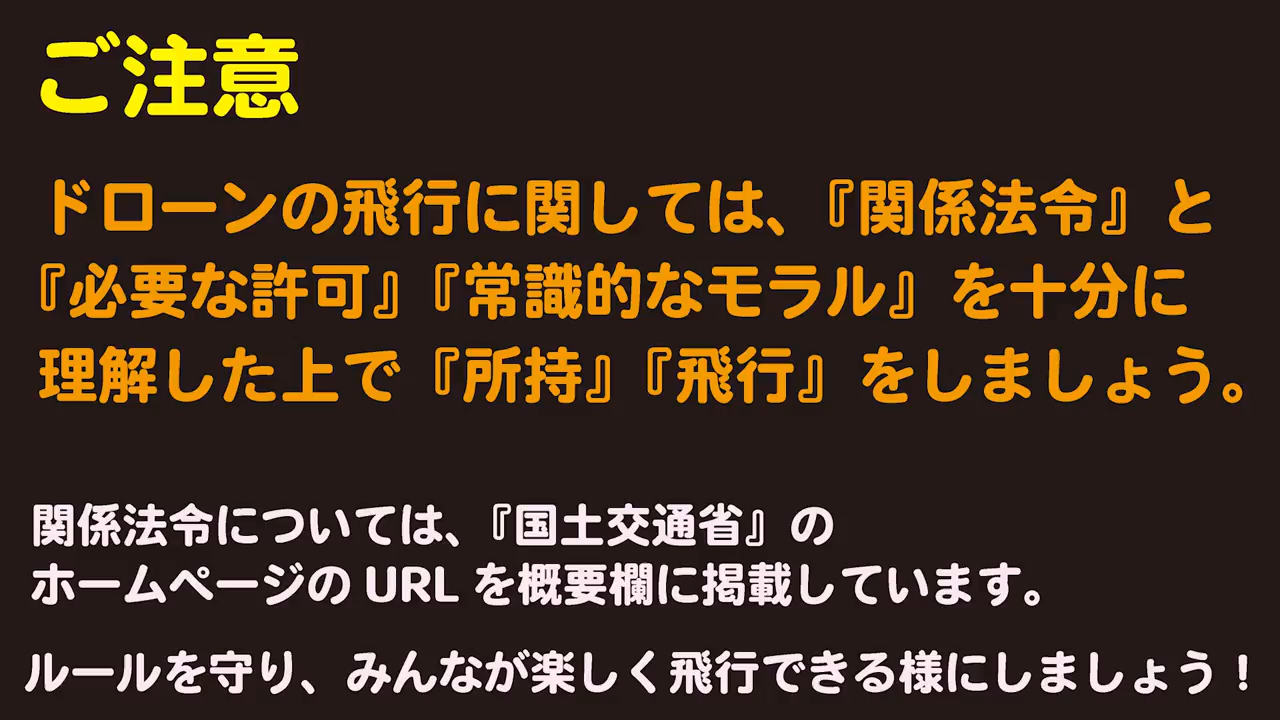 ご注意
ドローンの飛行に関しては、『関係法令』と
『必要な許可』『常識的なモラル』を十分に
理解した上で『所持』『飛行』をしましょう。
関係法令については、『国土交通省』の
ホームページの URL を概要欄に掲載しています。
ルールを守り、みんなが楽しく飛行できる様にしましょう！